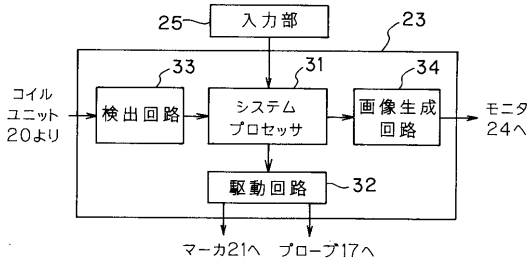 25
入力部
23
33
31
34
コイル
ユニット
20より
検出回路
システム
プロセッサ
画像生成
回路
モニタ
24へ
駆動回路
32
マーカ21へ
プローブ17へ